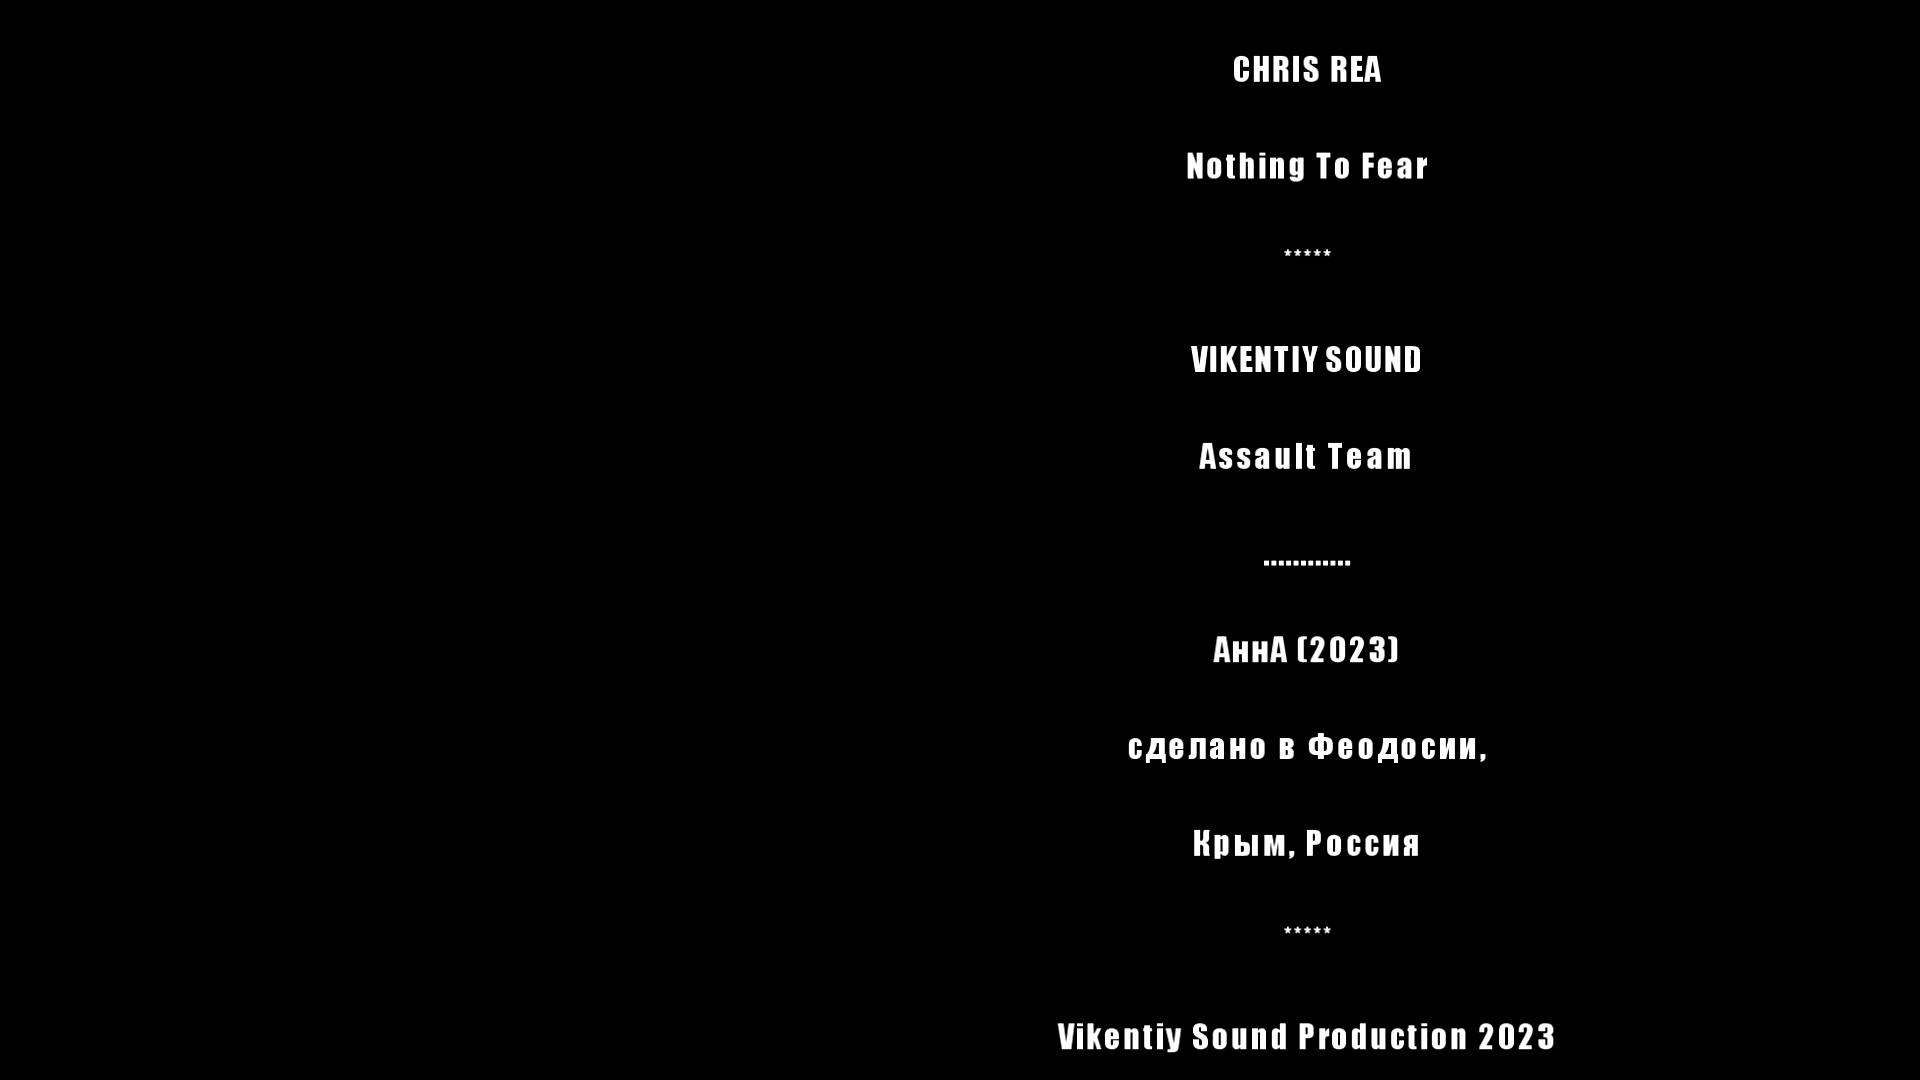 CHRIS REA
Nothing To Fear
*****
VIKENTIY SOUND
Assault Team
............
АннА (2023)
сделано в Феодосии,
Крым, Россия
*****
Vikentiy Sound Production 2023